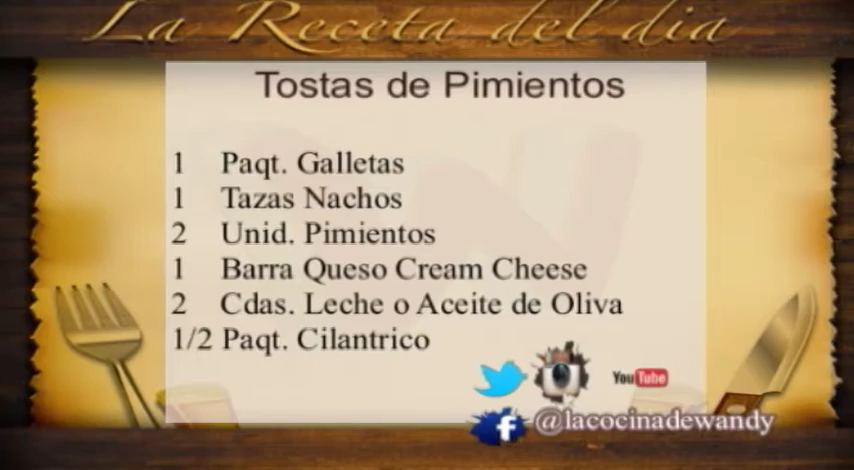 La Receta del dia
Tostas de Pimientos
1 Paqt. Galletas
1 Tazas Nachos
2 Unid. Pimientos
1 Barra Queso Cream Cheese
2 Cdas. Leche o Aceite de Oliva
1/2 Paqt. Cilantrico
YouTube
@lacocinadewandy